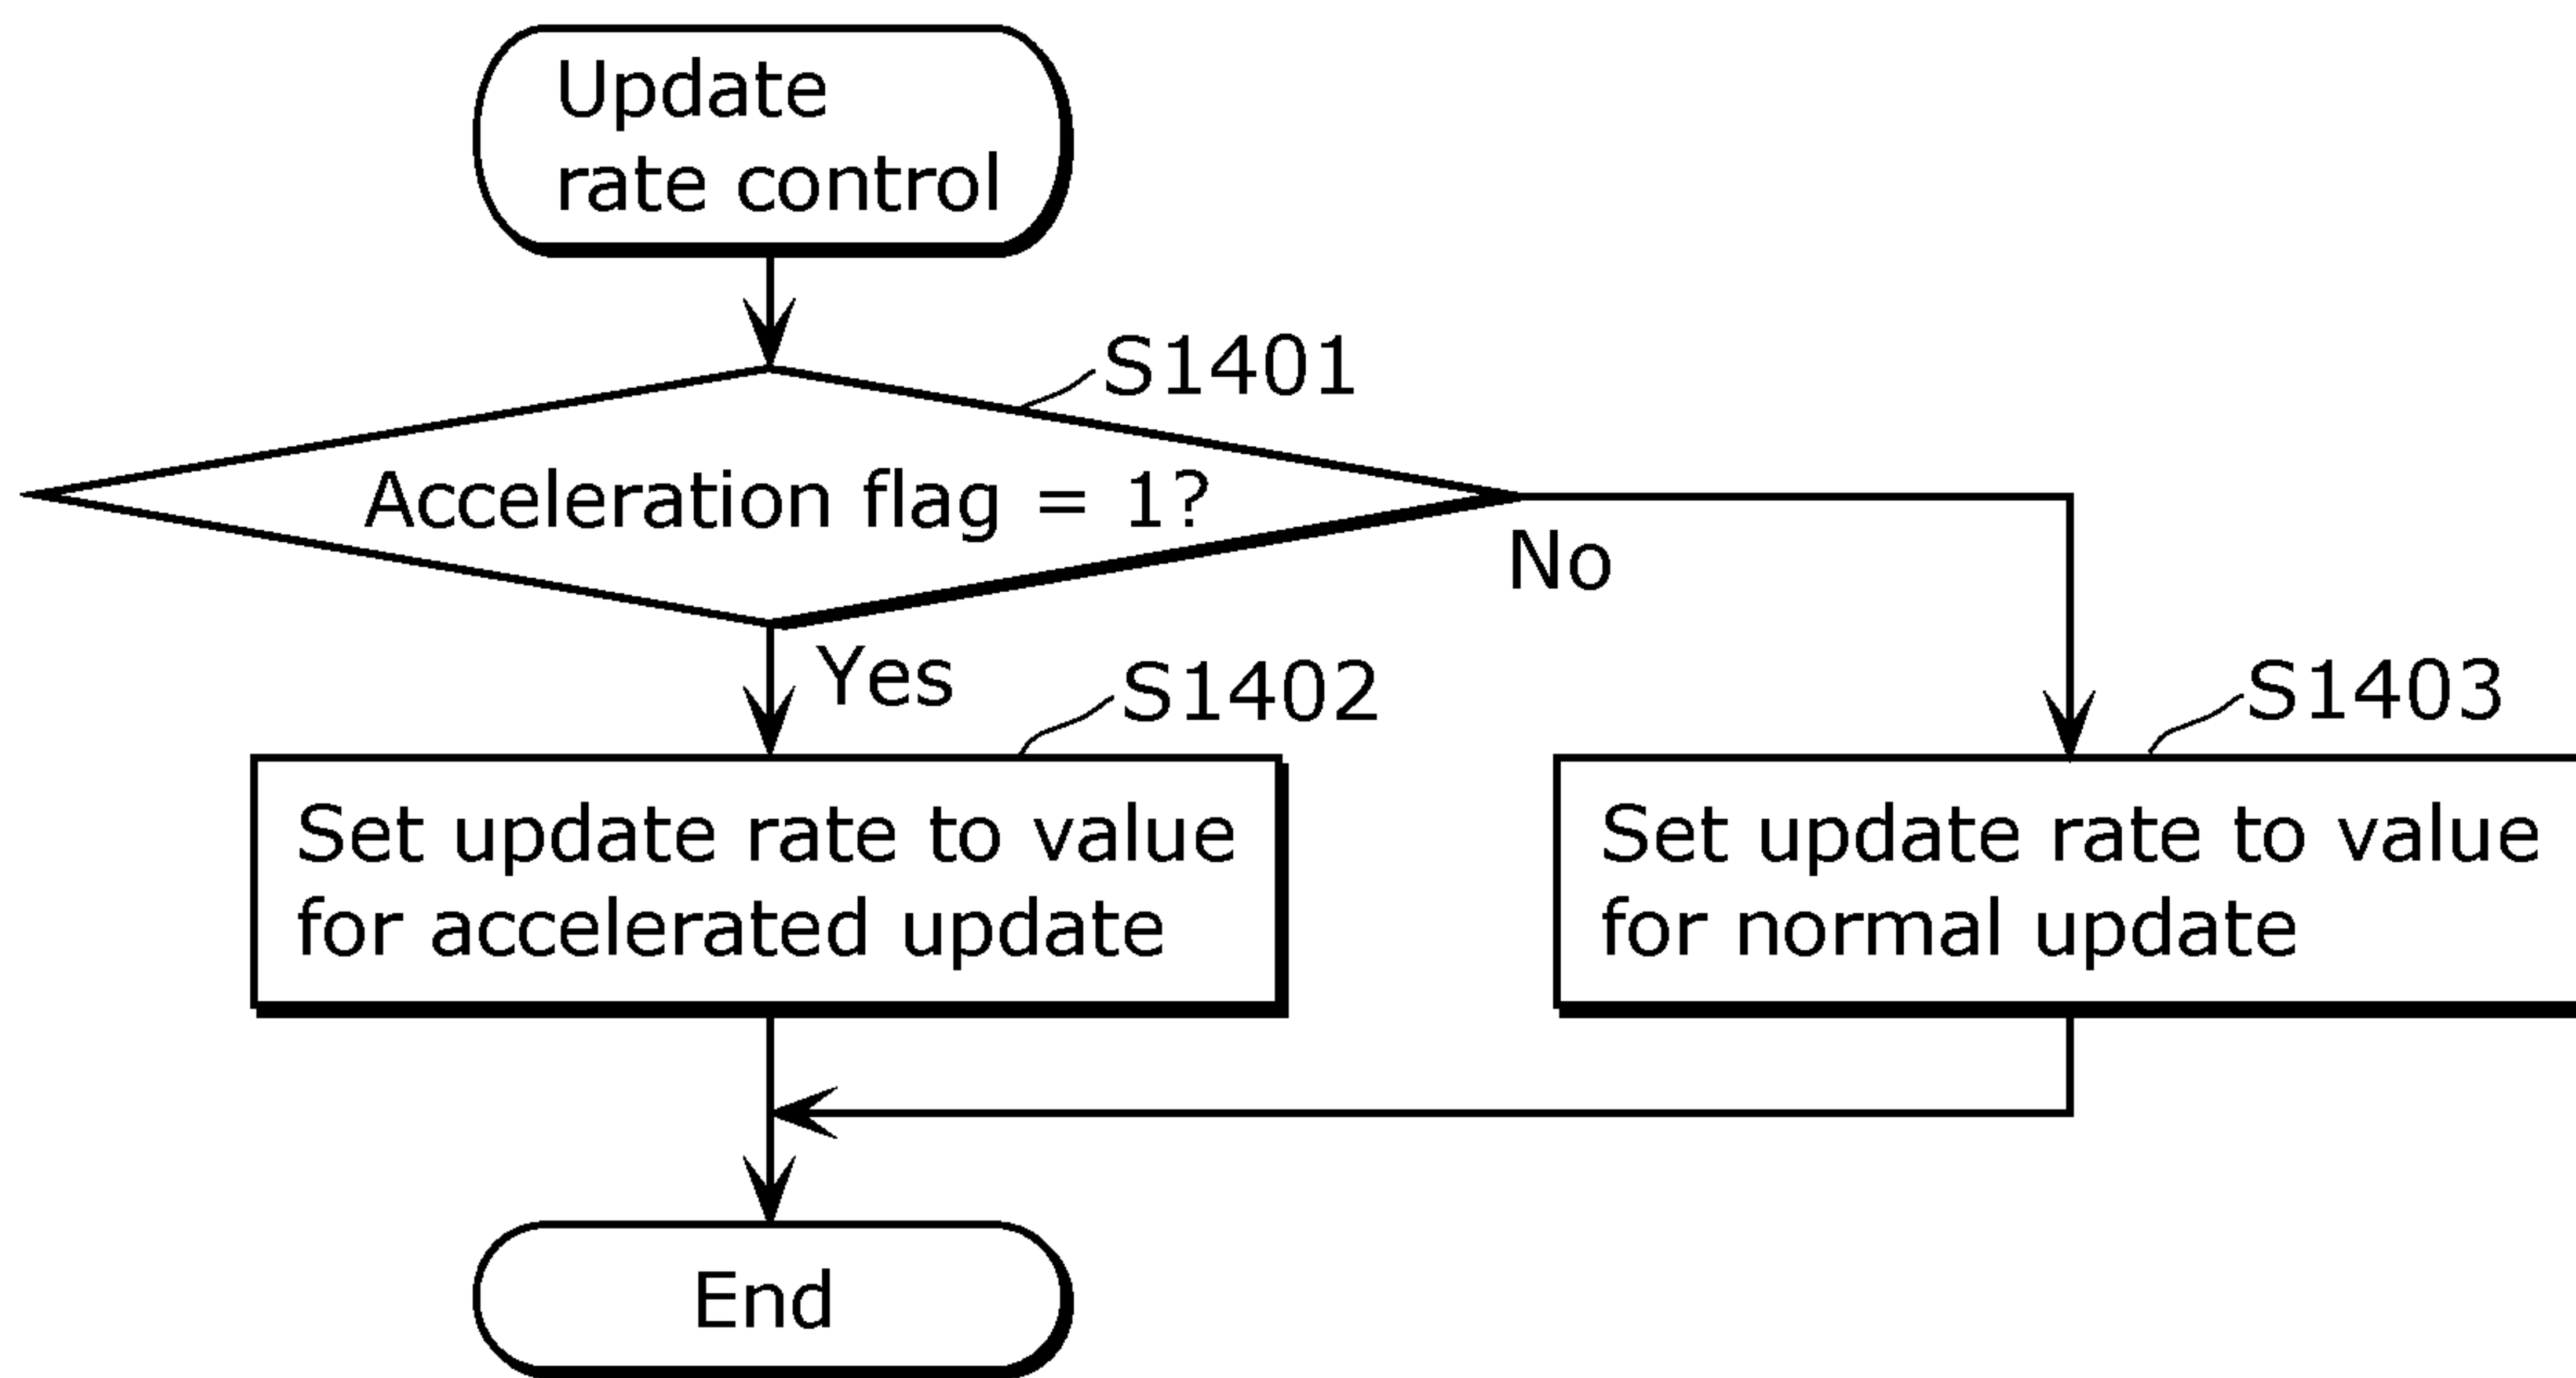 Update
rate control
S1401
Acceleration flag = 1?
No
Yes
S1402
S1403
Set update rate to value
for accelerated update
Set update rate to value
for normal update
End